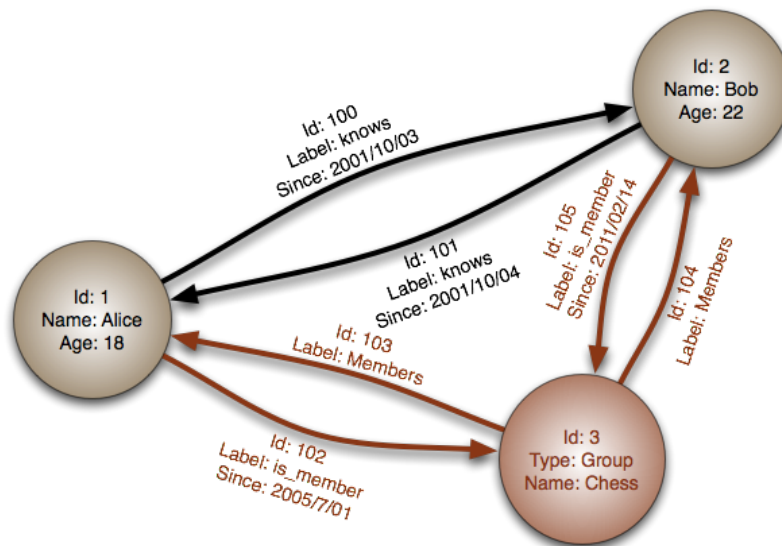 Id: 2
Name: Bob
Age: 22
Id: 100
Label: knows
Since: 2001/10/03
Id: 101
Label: knows
Since: 2001/10/04
Id: 105
Label: is_member
Since: 2011/02/14
Id: 104
Label: Members
Id: 1
Name: Alice
Age: 18
Id: 103
Label: Members
Id: 102
Label: is_member
Since: 2005/7/01
Id: 3
Type: Group
Name: Chess